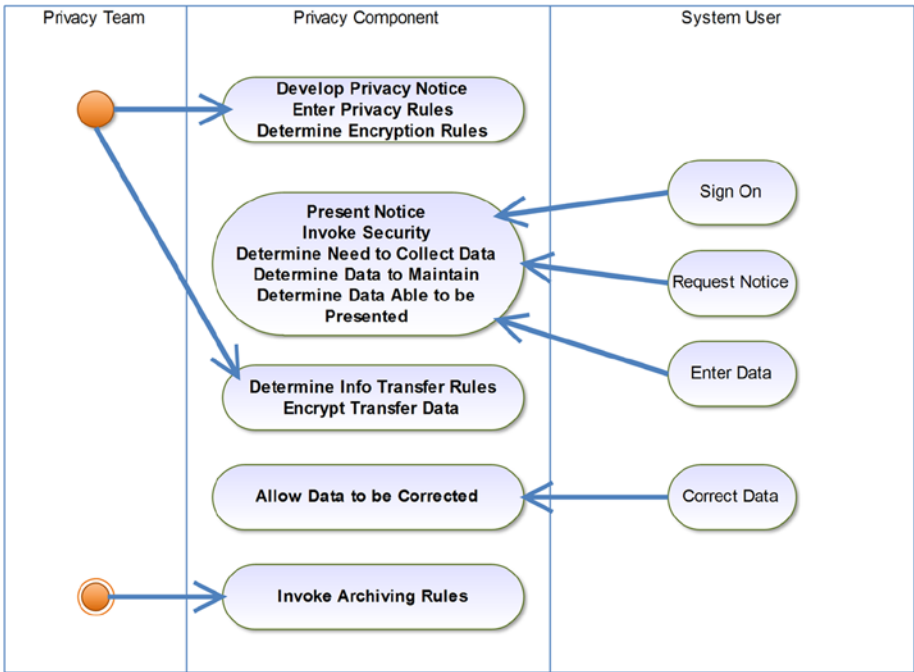 Privacy Team
Privacy Component
System User
Develop Privacy Notice
Enter Privacy Rules
Determine Encryption Rules
Sign On
Present Notice
Invoke Security
Determine Need to Collect Data
Determine Data to Maintain
Determine Data Able to be
Presented
Request Notice
Enter Data
Determine Info Transfer Rules
Encrypt Transfer Data
Allow Data to be Corrected
Correct Data
Invoke Archiving Rules